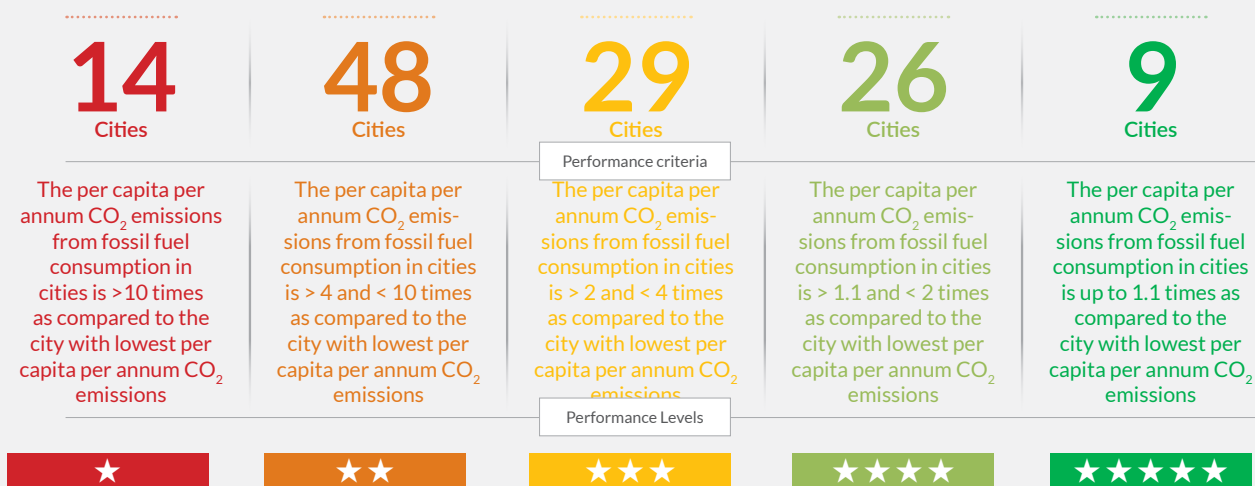 14
Cities
48
Cities
29
Cities
26
Cities
9
Cities
Performance criteria
The per capita per
annum CO₂ emissions
from fossil fuel
consumption in
cities is >10 times
as compared to the
city with lowest per
capita per annum CO₂
emissions
The per capita per
annum CO₂ emis-
sions from fossil fuel
consumption in cities
is > 4 and < 10 times
as compared to the
city with lowest per
capita per annum CO₂
emissions
The per capita per
annum CO₂ emis-
sions from fossil fuel
consumption in cities
is > 2 and < 4 times
as compared to the
city with lowest per
capita per annum CO₂
emissions
The per capita per
annum CO₂ emis-
sions from fossil fuel
consumption in cities
is > 1.1 and < 2 times
as compared to the
city with lowest per
capita per annum CO₂
emissions
The per capita per
annum CO₂ emis-
sions from fossil fuel
consumption in cities
is up to 1.1 times as
compared to the
city with lowest per
capita per annum CO₂
emissions
Performance Levels